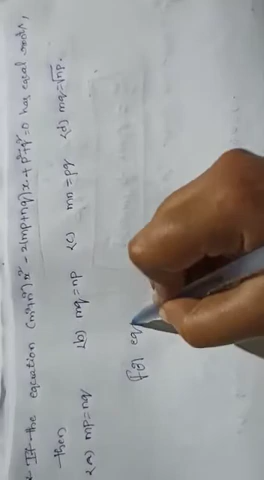 If the equation (m²+n²)x² - 2(mp+nq)x + p²+q² = 0 has equal roots,
then
(a) mp = nq (b) mq = np (c) mn = pq (d) mq = √np.